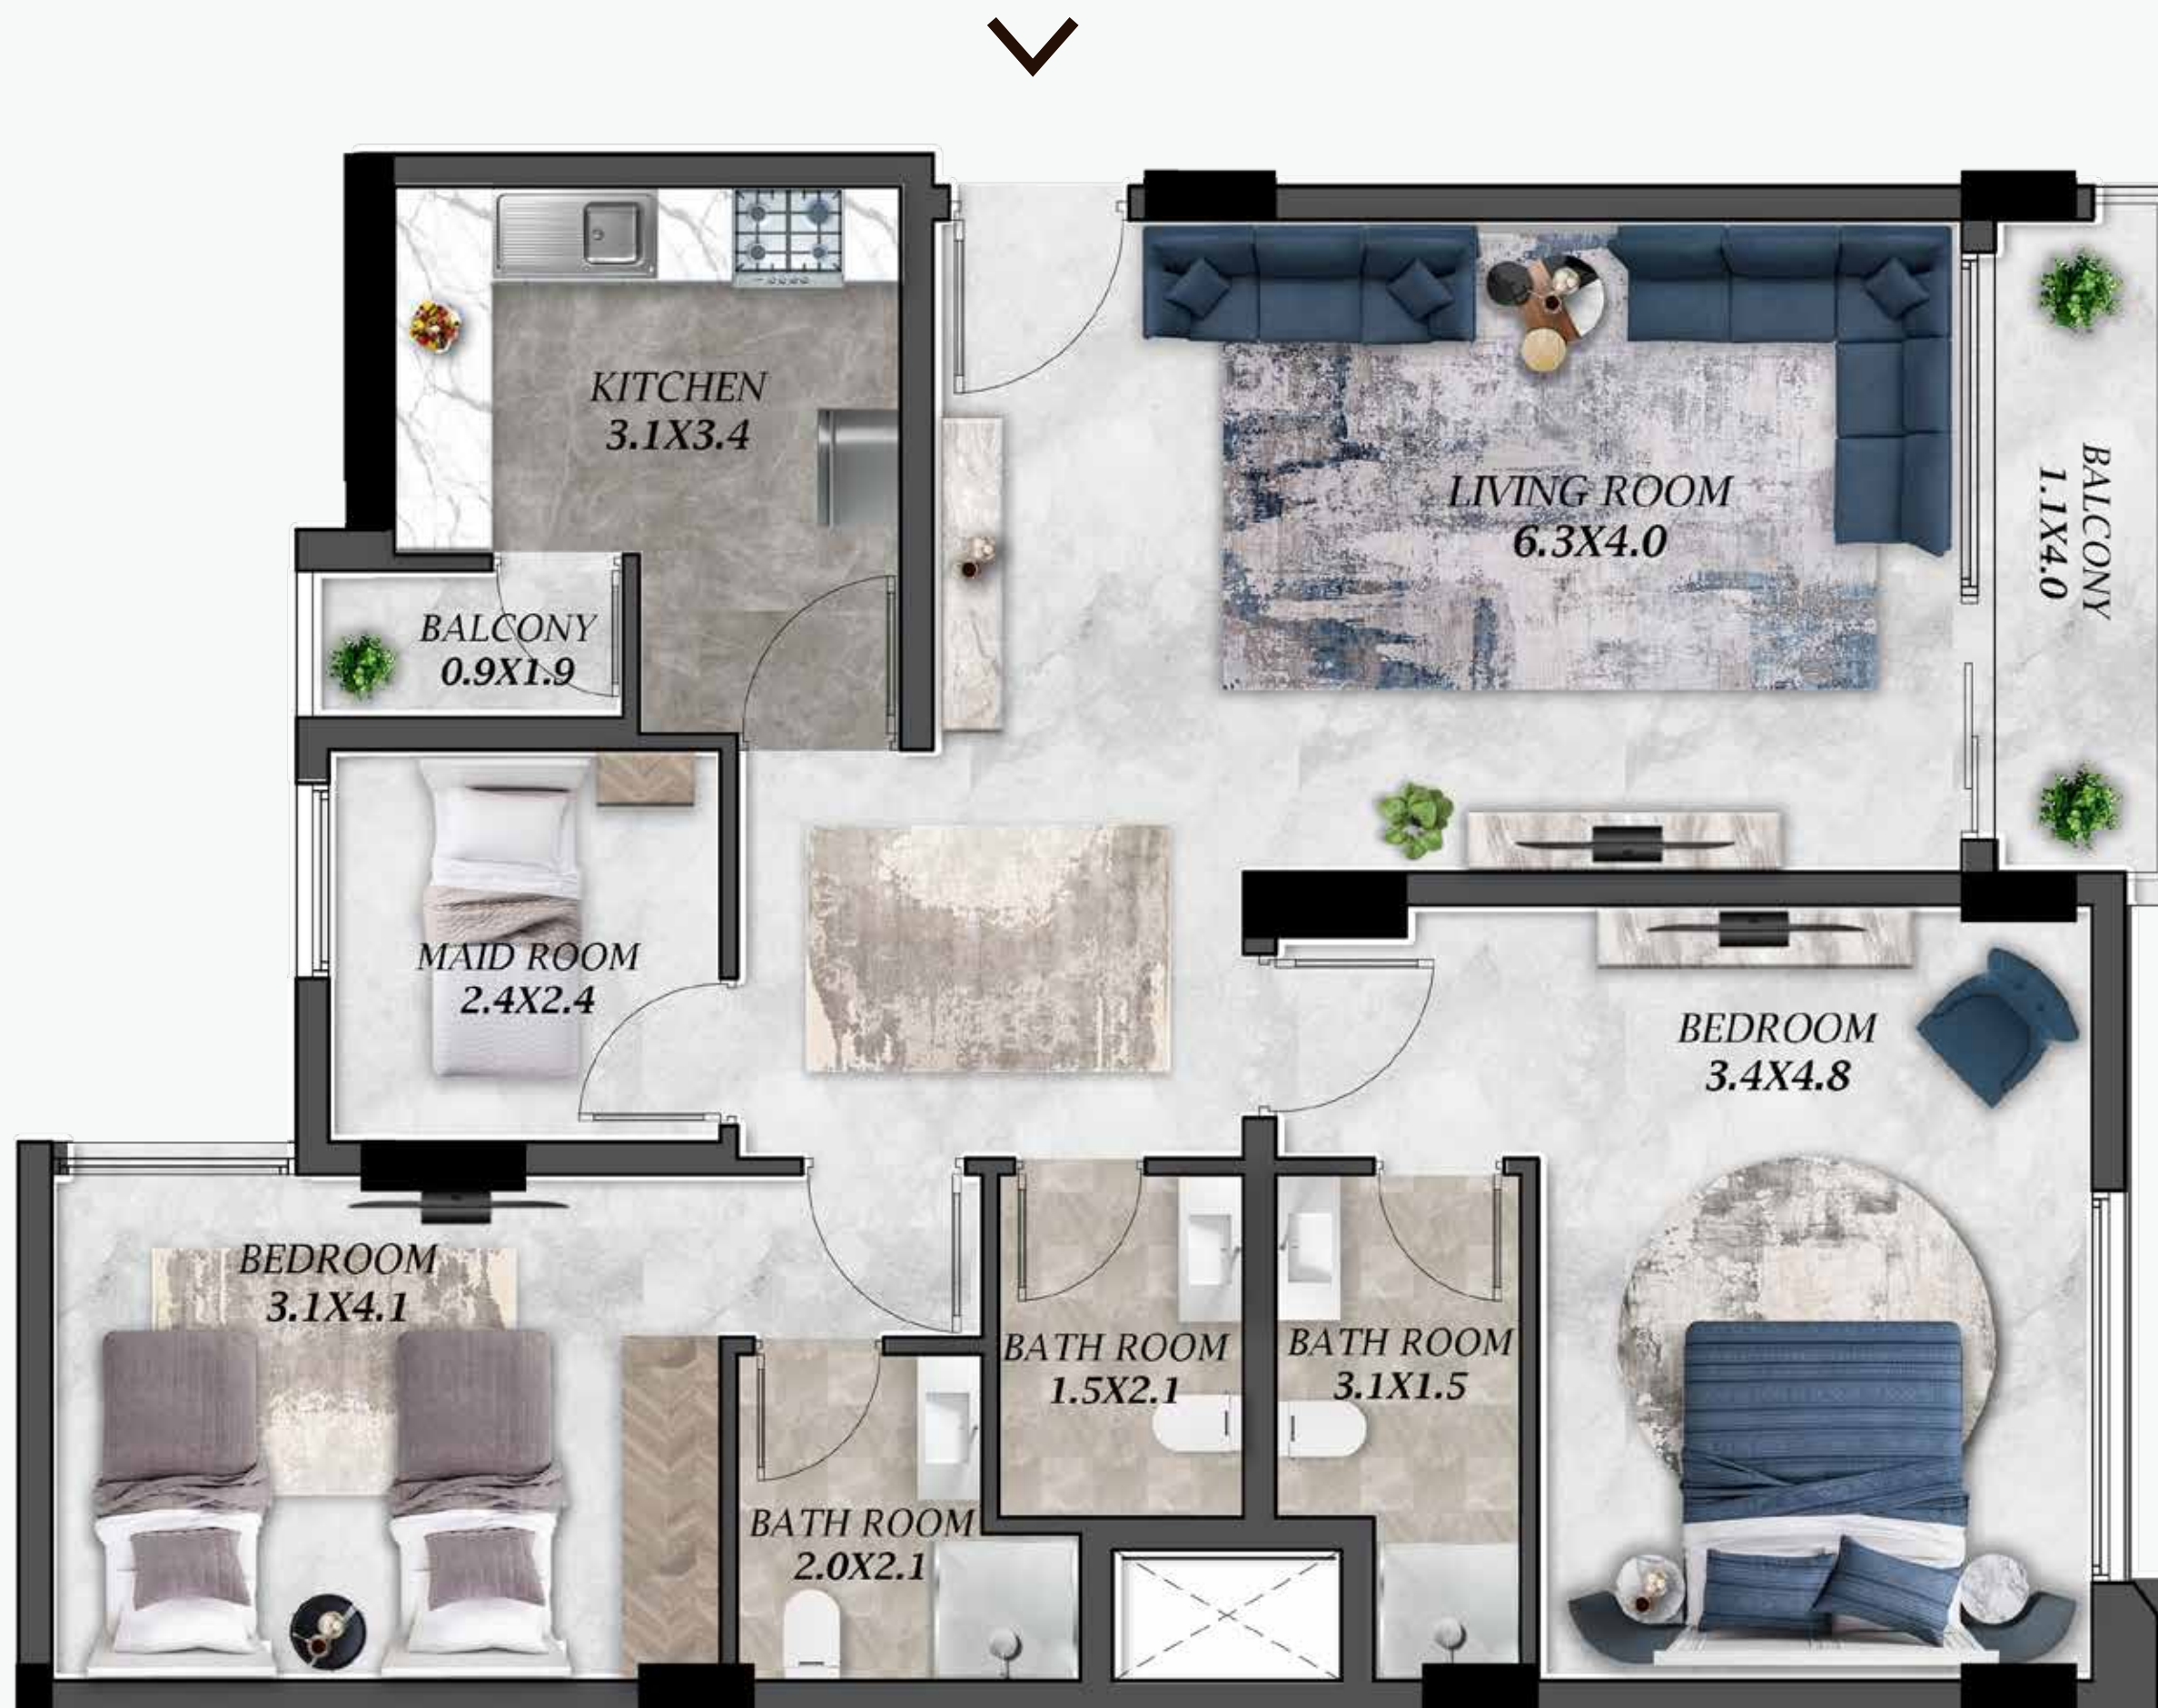 KITCHEN
3.1X3.4
LIVING ROOM
6.3X4.0
BALCONY
1.1X4.0
BALCONY
0.9X1.9
MAID ROOM
2.4X2.4
BEDROOM
3.4X4.8
BEDROOM
3.1X4.1
BATH ROOM
1.5X2.1
BATH ROOM
3.1X1.5
BATH ROOM
2.0X2.1